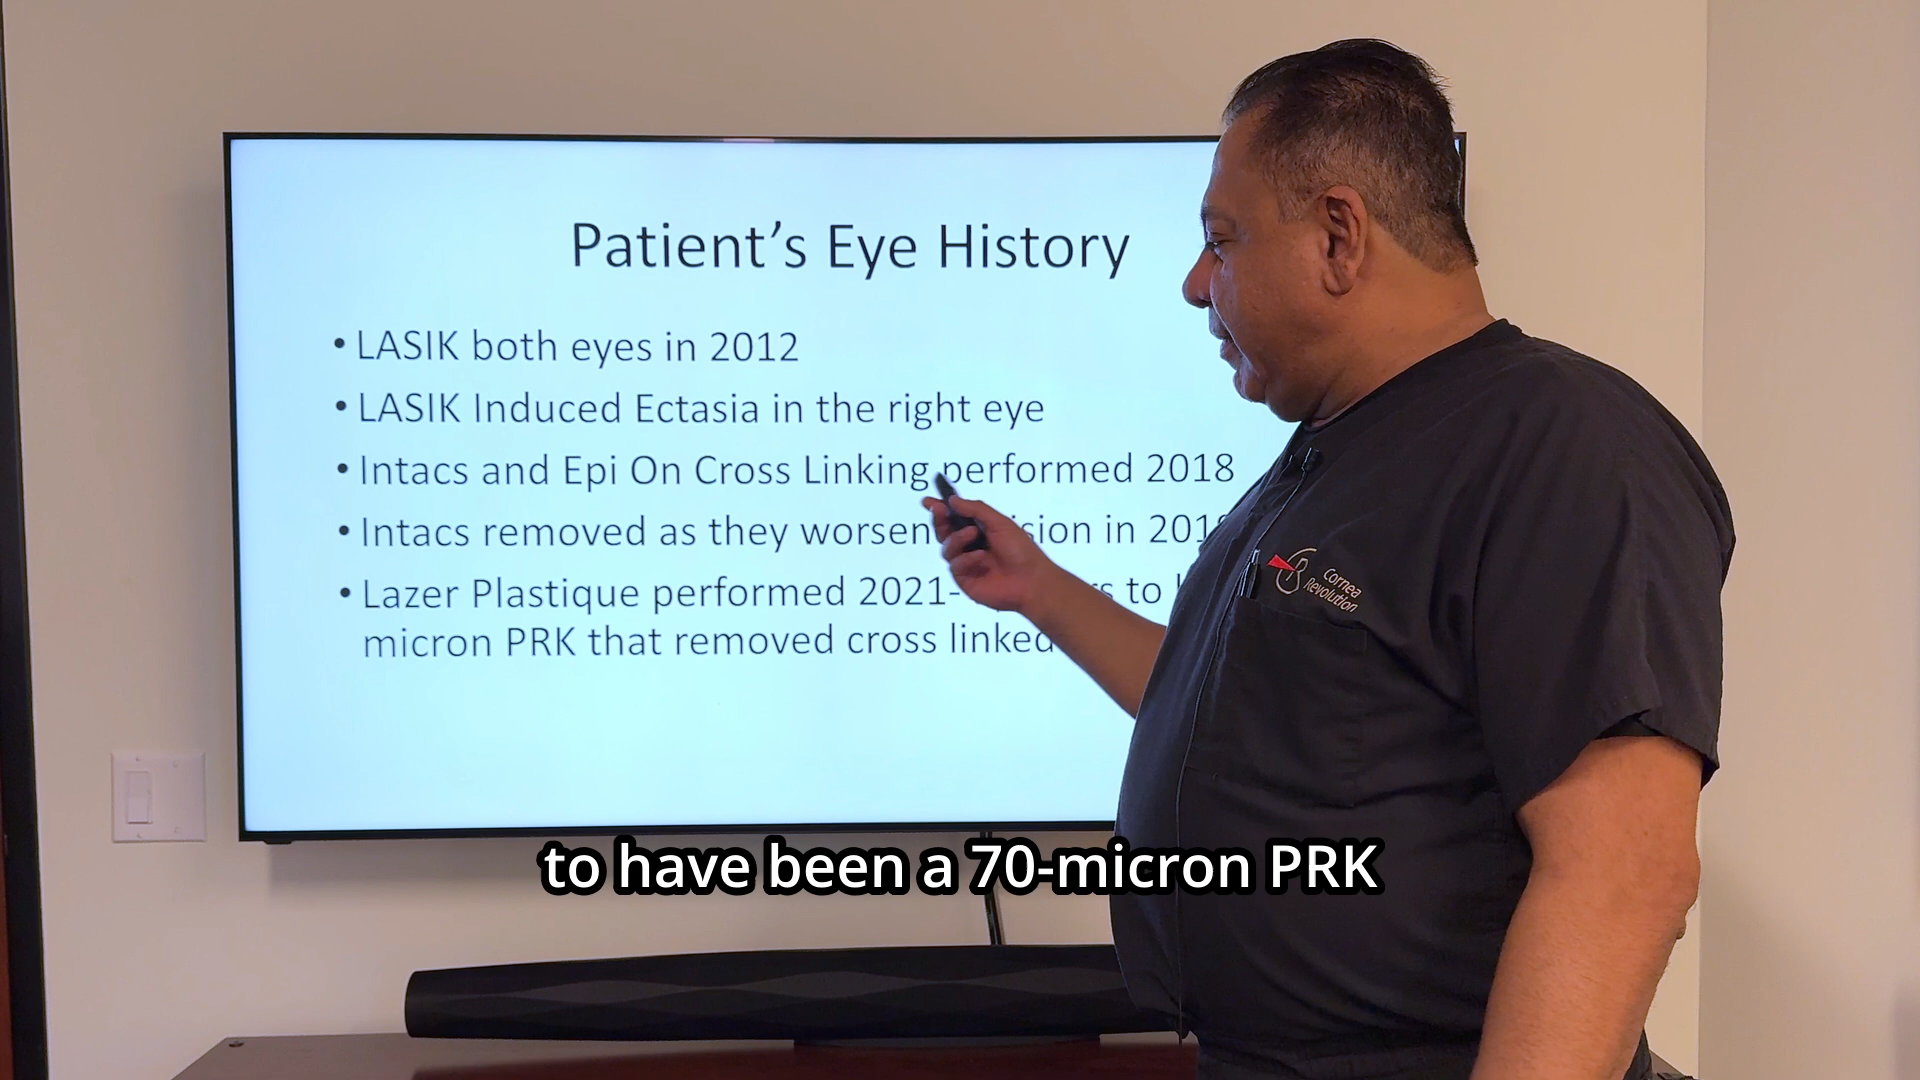 Patient's Eye History
• LASIK both eyes in 2012
• LASIK Induced Ectasia in the right eye
• Intacs and Epi On Cross Linking performed 2018
• Intacs removed as they in
• Lazer Plastique performed 2021- to
micron PRK that removed cross linked
Cornea
Revolution
to have been a 70-micron PRK